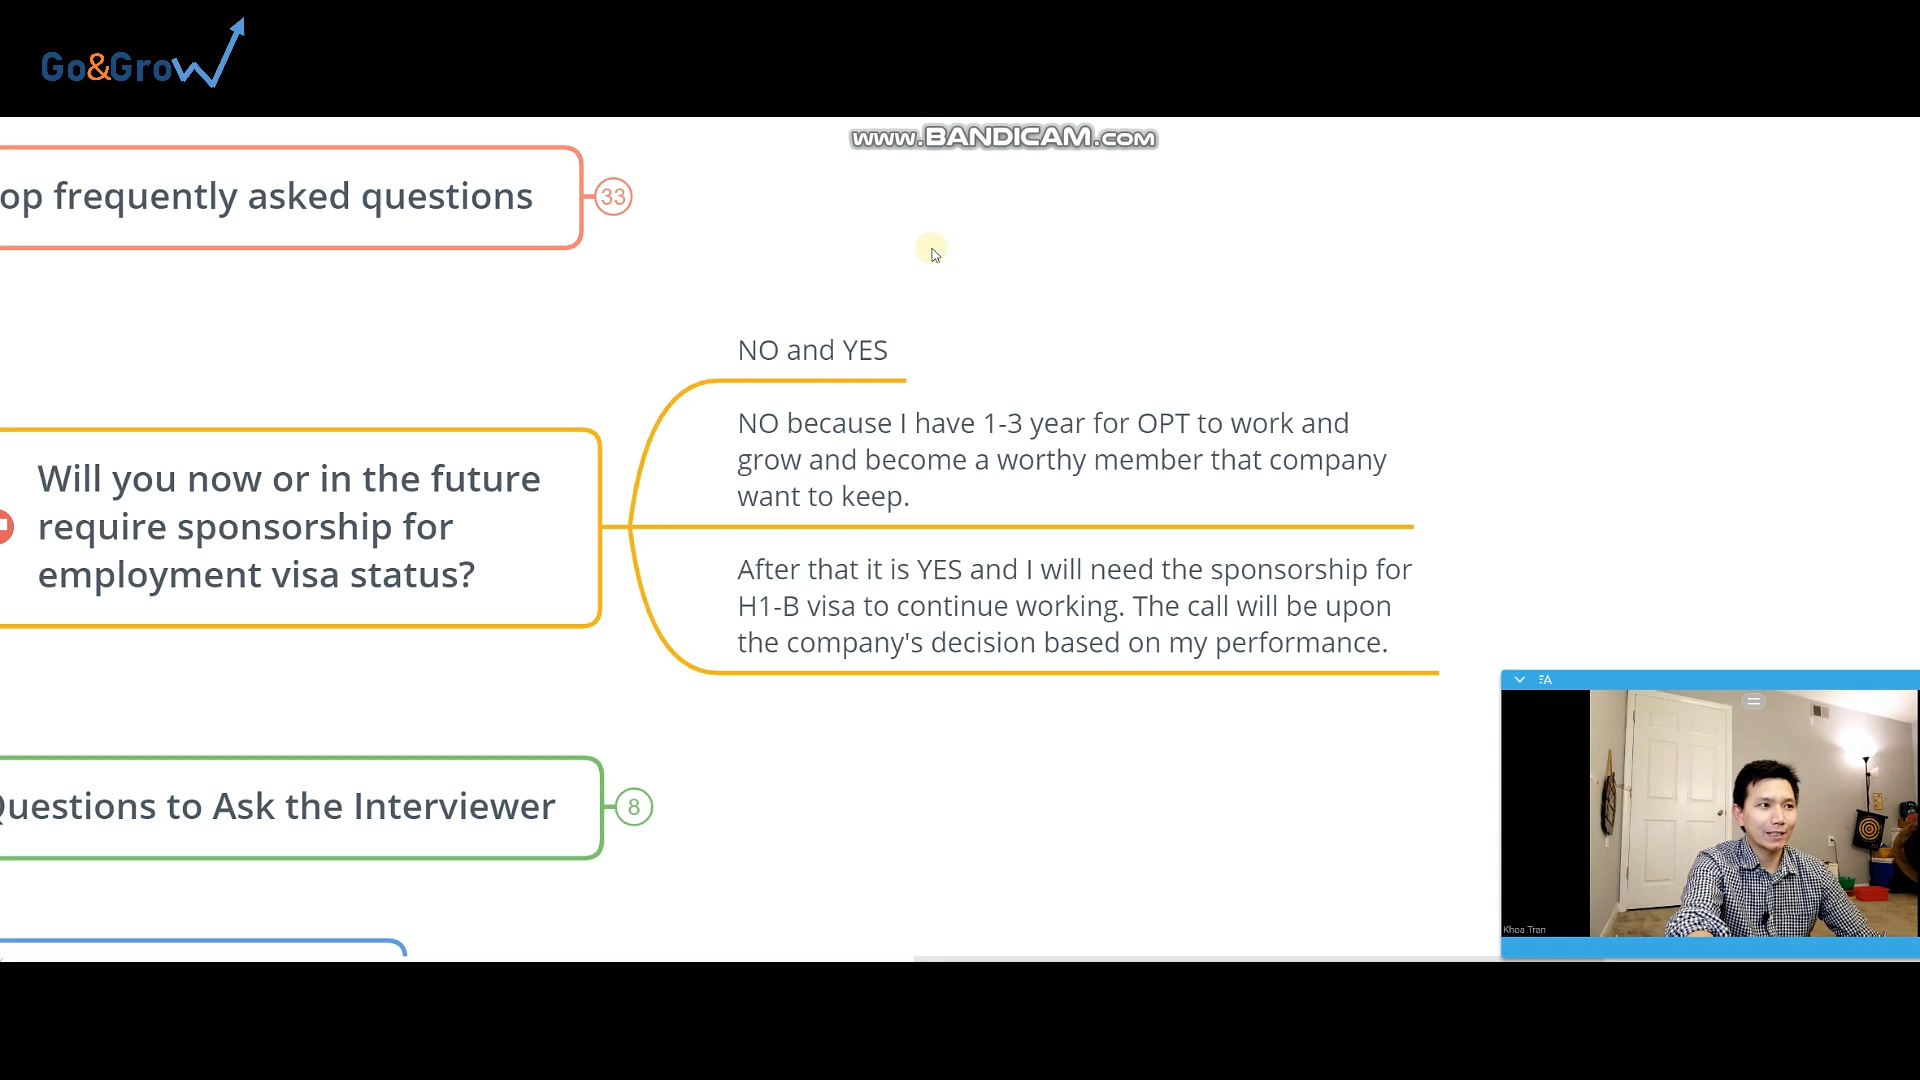 Go&Grow
www.BANDICAM.com
op frequently asked questions
33
NO and YES
NO because I have 1-3 year for OPT to work and
grow and become a worthy member that company
want to keep.
Will you now or in the future
require sponsorship for
employment visa status?
After that it is YES and I will need the sponsorship for
H1-B visa to continue working. The call will be upon
the company's decision based on my performance.
Questions to Ask the Interviewer
8
Khoa Tran